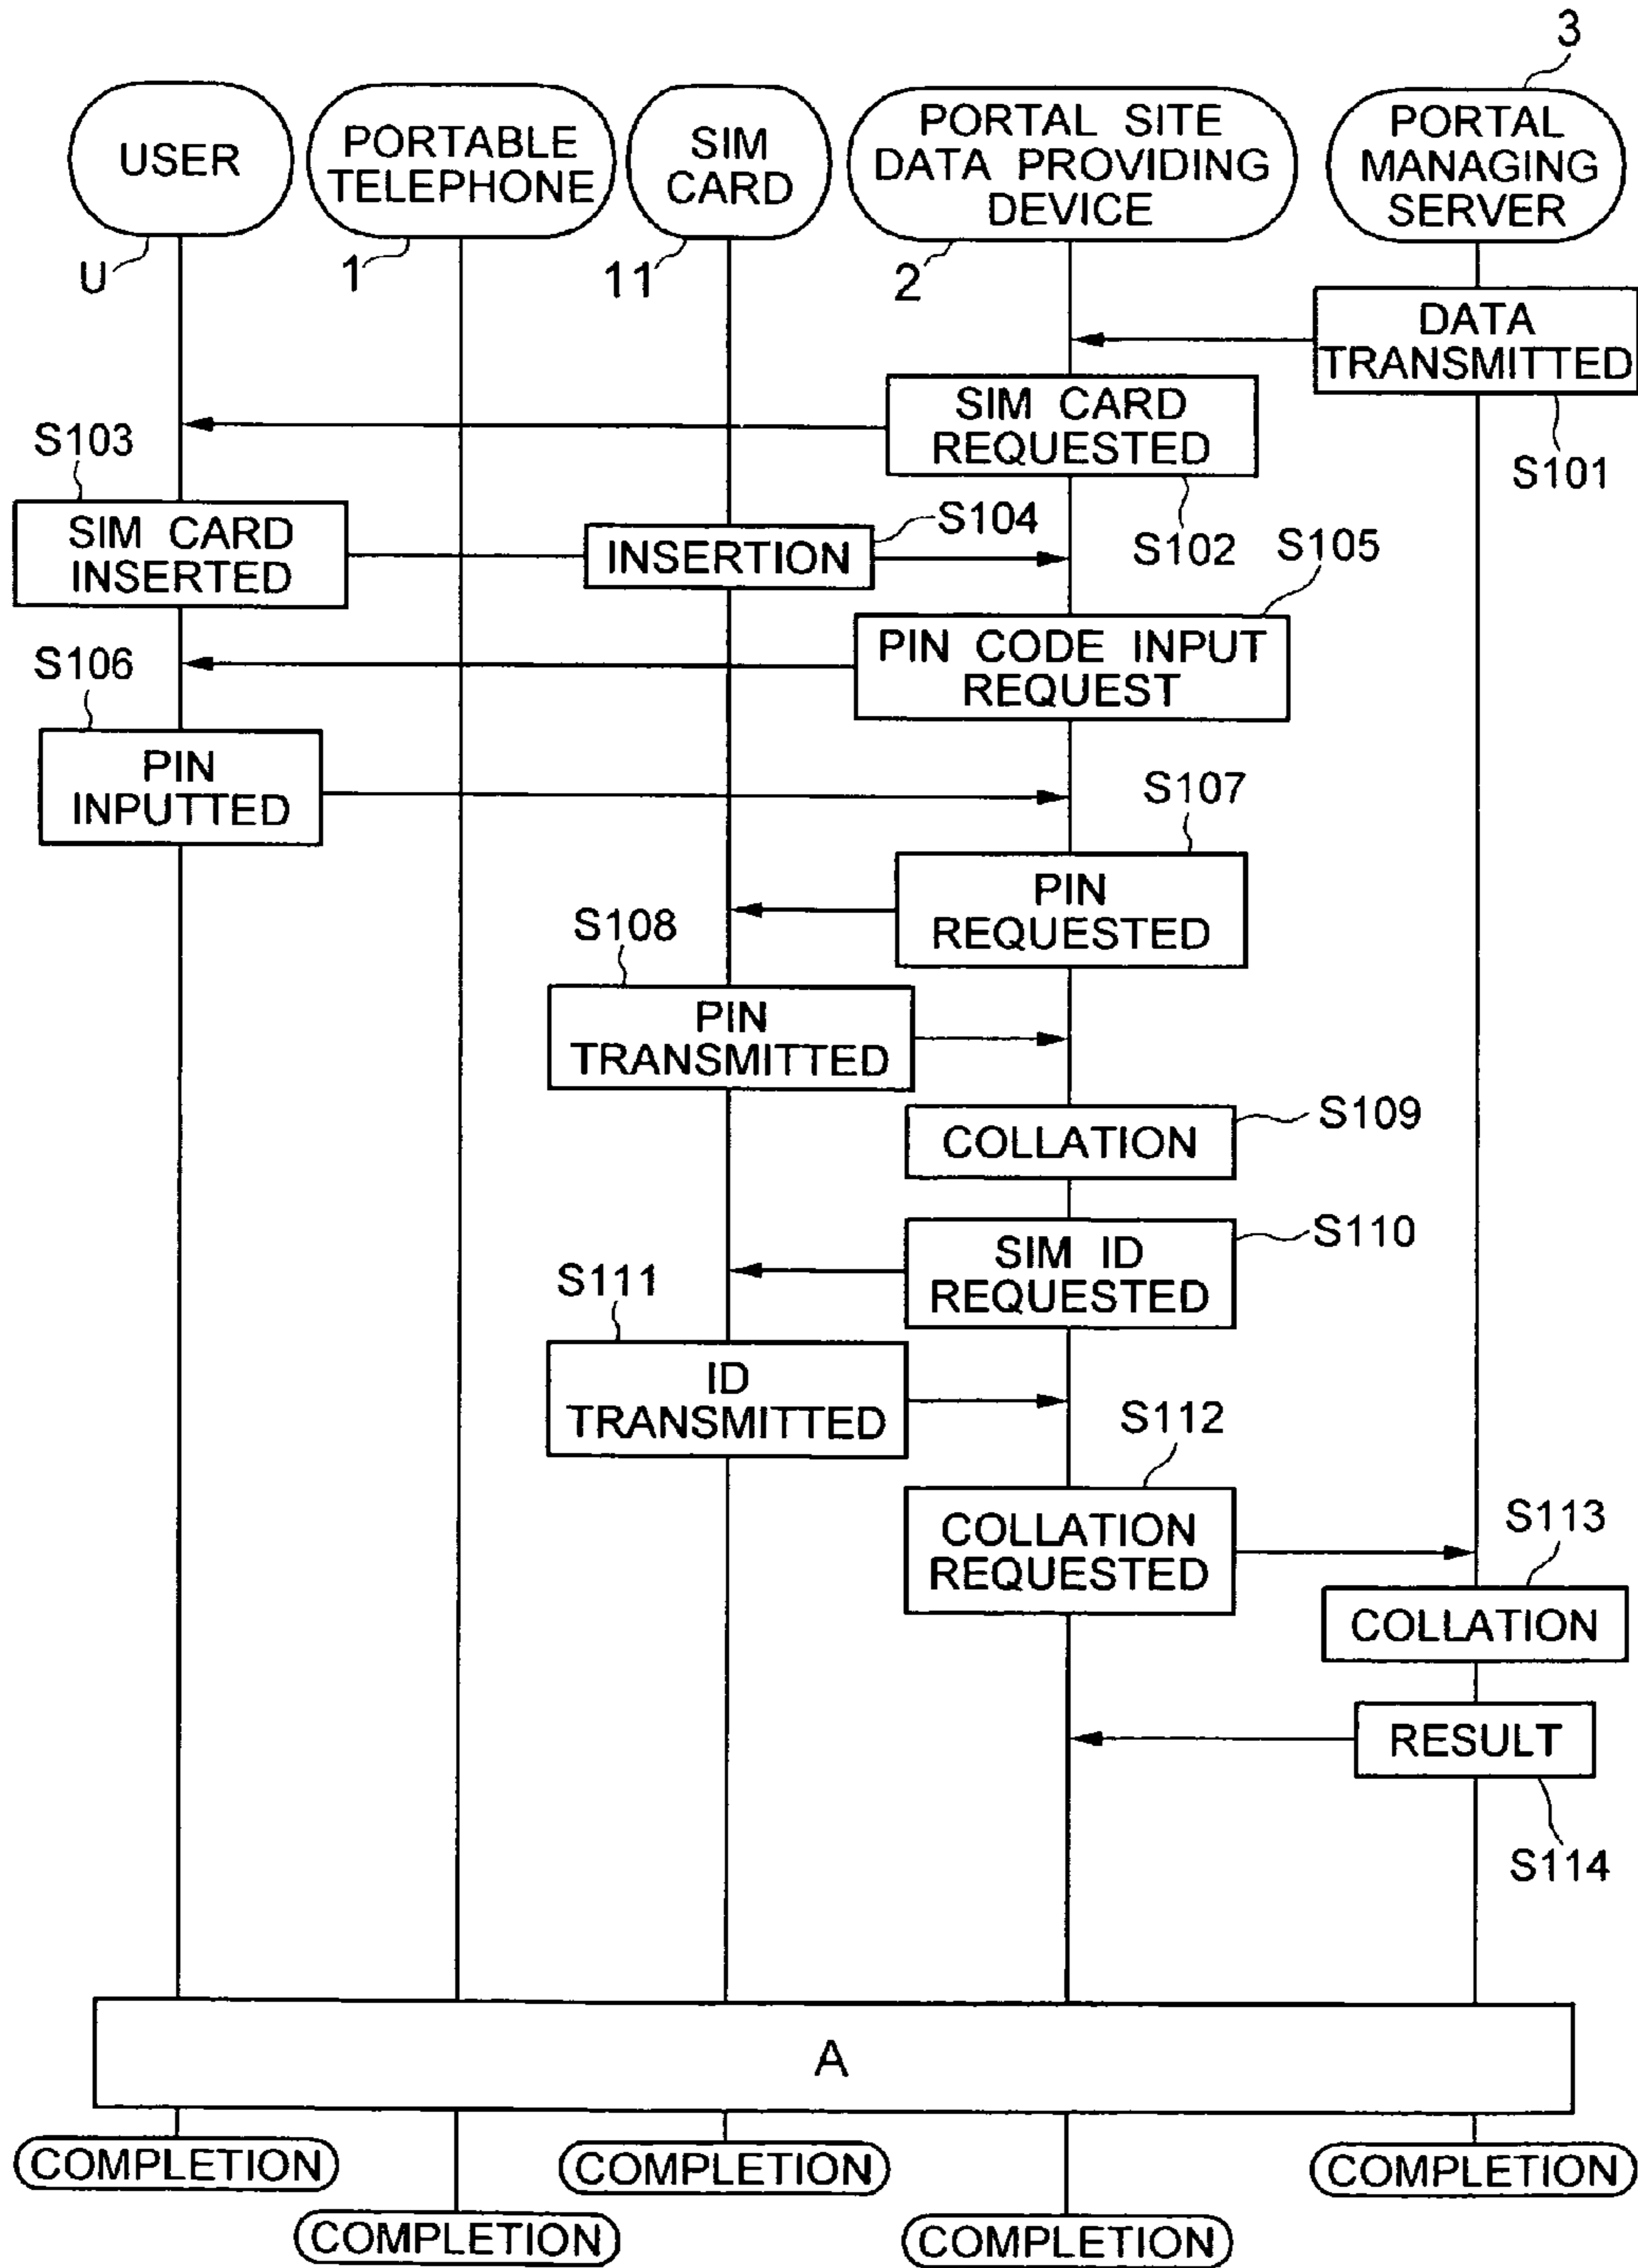 3
USER
PORTABLE
TELEPHONE
SIM
CARD
PORTAL SITE
DATA PROVIDING
DEVICE
PORTAL
MANAGING
SERVER
U
1
11
2
DATA
TRANSMITTED
S101
SIM CARD
REQUESTED
S102
S103
SIM CARD
INSERTED
INSERTION
S104
S105
PIN CODE INPUT
REQUEST
S106
PIN
INPUTTED
S107
PIN
REQUESTED
S108
PIN
TRANSMITTED
COLLATION
S109
SIM ID
REQUESTED
S110
S111
ID
TRANSMITTED
S112
COLLATION
REQUESTED
S113
COLLATION
RESULT
S114
A
COMPLETION
COMPLETION
COMPLETION
COMPLETION
COMPLETION